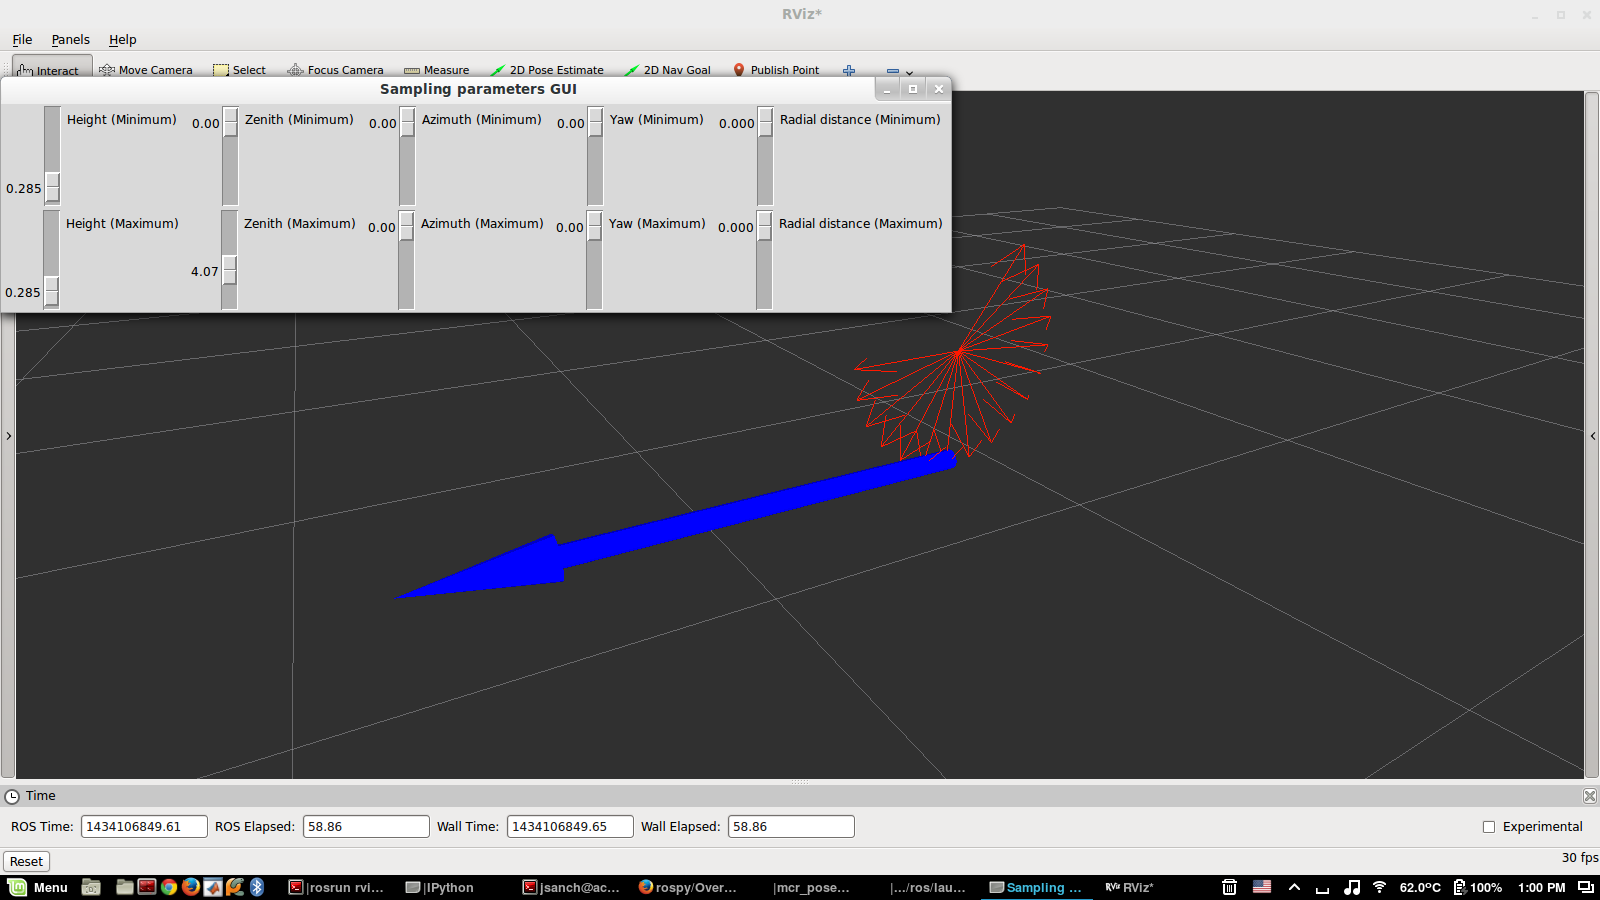 RViz*
File Panels Help
Interact Move Camera Select Focus Camera Measure 2D Pose Estimate 2D Nav Goal Publish Point
Sampling parameters GUI
Height (Minimum) 0.00 Zenith (Minimum) 0.00 Azimuth (Minimum) 0.00 Yaw (Minimum) 0.000 Radial distance (Minimum)
0.285
Height (Maximum) Zenith (Maximum) 0.00 Azimuth (Maximum) 0.00 Yaw (Maximum) 0.000 Radial distance (Maximum)
4.07
0.285
Time
ROS Time: 1434106849.61 ROS Elapsed: 58.86 Wall Time: 1434106849.65 Wall Elapsed: 58.86 Experimental
Reset 30 fps
Menu |rosrun rvi... |IPython jsanch@ac... rospy/Over... |mcr_pose... |.../ros/lau... Sampling ... RViz RViz* 62.0°C 100% 1:00 PM